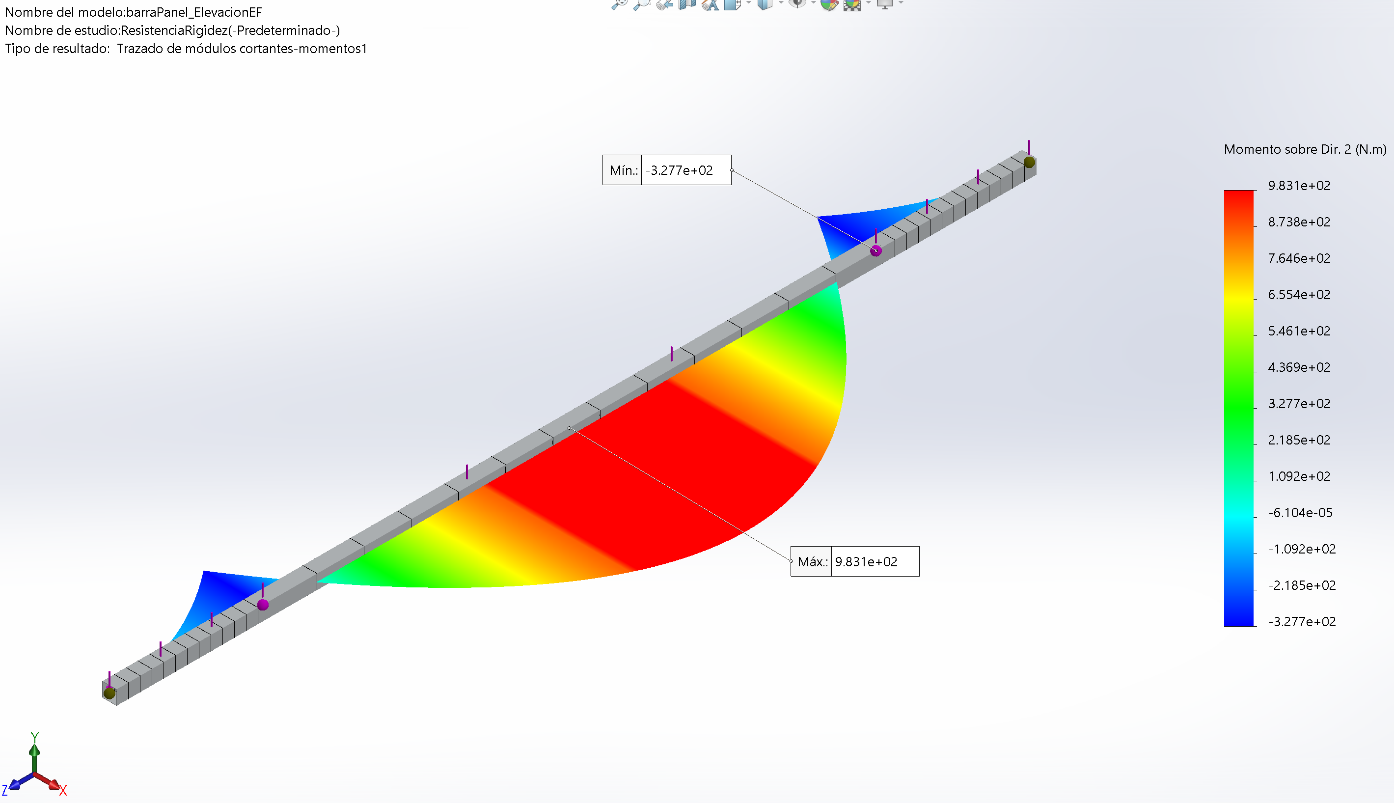 Nombre del modelo:barraPanel_ElevacionEF
Nombre de estudio:ResistenciaRigidez(-Predeterminado-)
Tipo de resultado: Trazado de módulos cortantes-momentos1
Momento sobre Dir. 2 (N.m)
Mín.: -3.277e+02
9.831e+02
8.738e+02
7.646e+02
6.554e+02
5.461e+02
4.369e+02
3.277e+02
2.185e+02
1.092e+02
-6.104e-05
-1.092e+02
-2.185e+02
-3.277e+02
Máx.: 9.831e+02
Y
Z
X